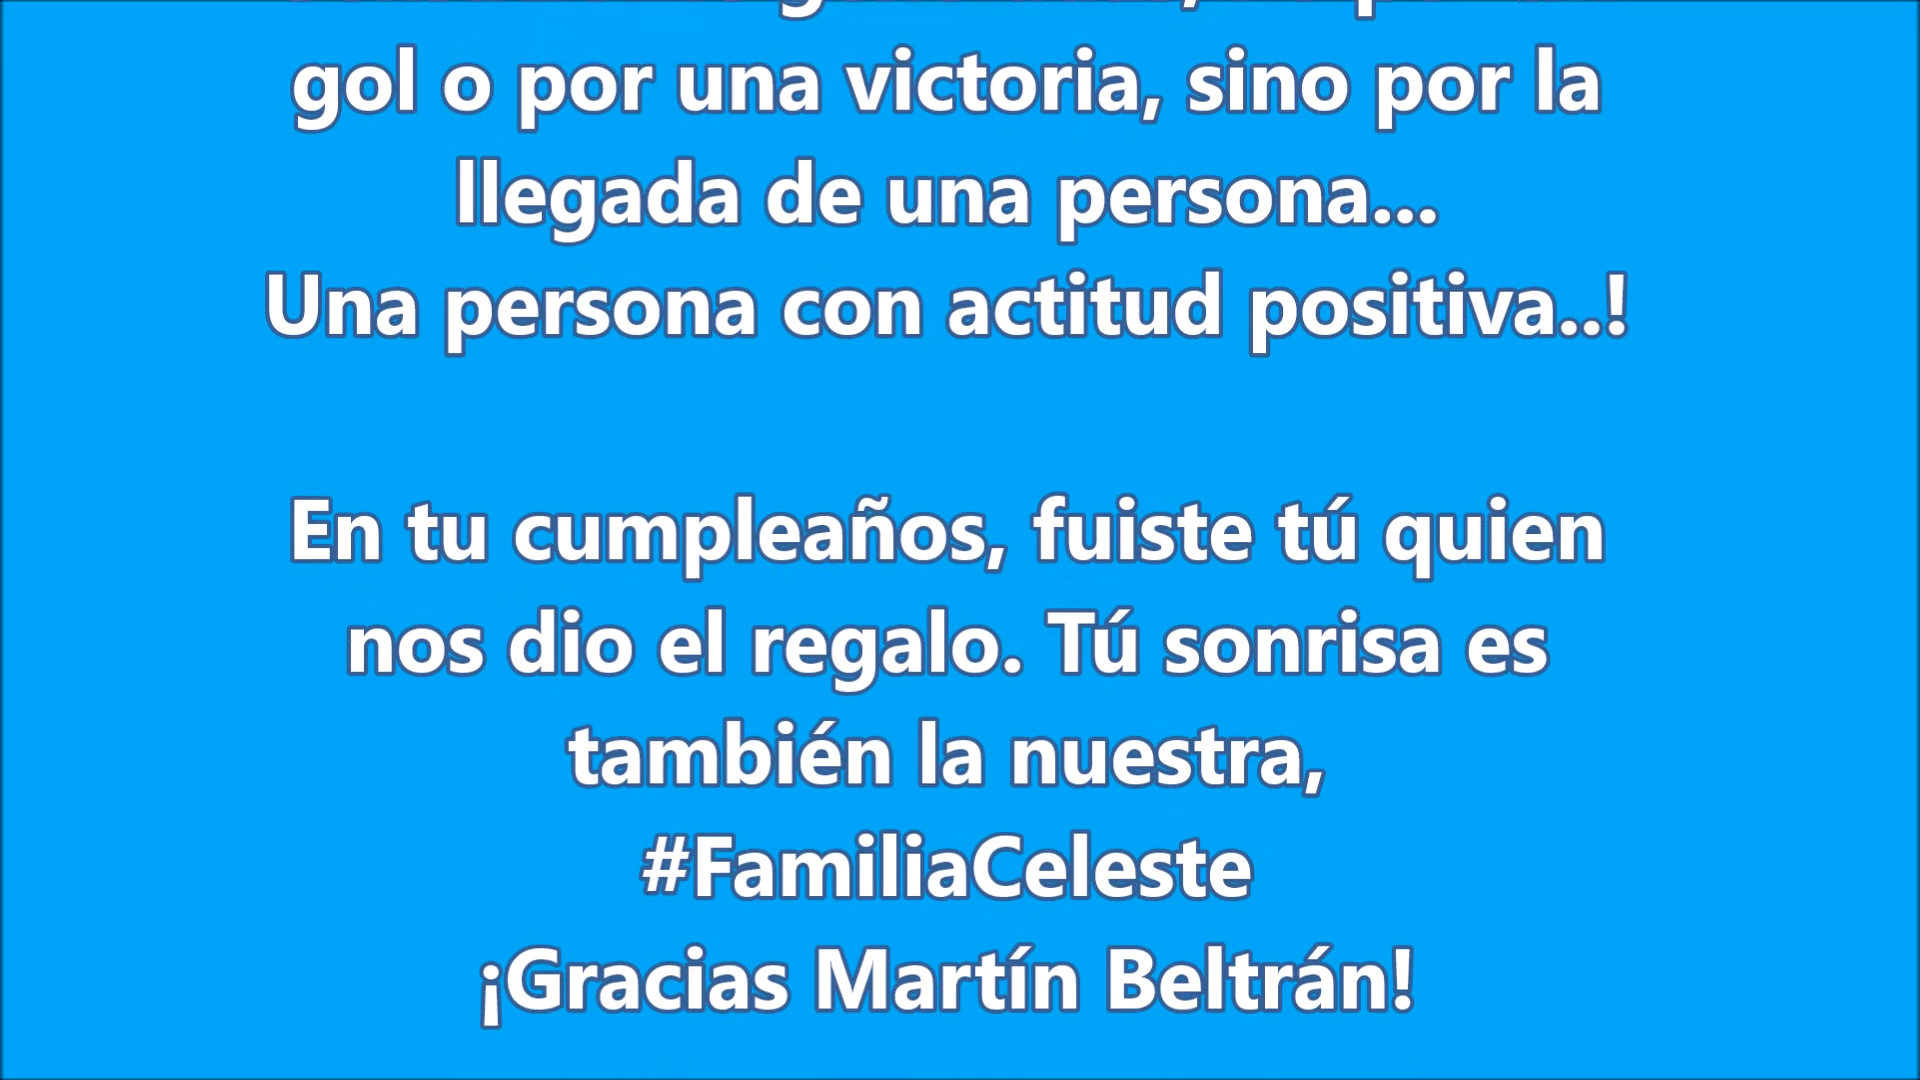 gol o por una victoria, sino por la
llegada de una persona...
Una persona con actitud positiva..!
En tu cumpleaños, fuiste tú quien
nos dio el regalo. Tú sonrisa es
también la nuestra,
#FamiliaCeleste
¡Gracias Martín Beltrán!